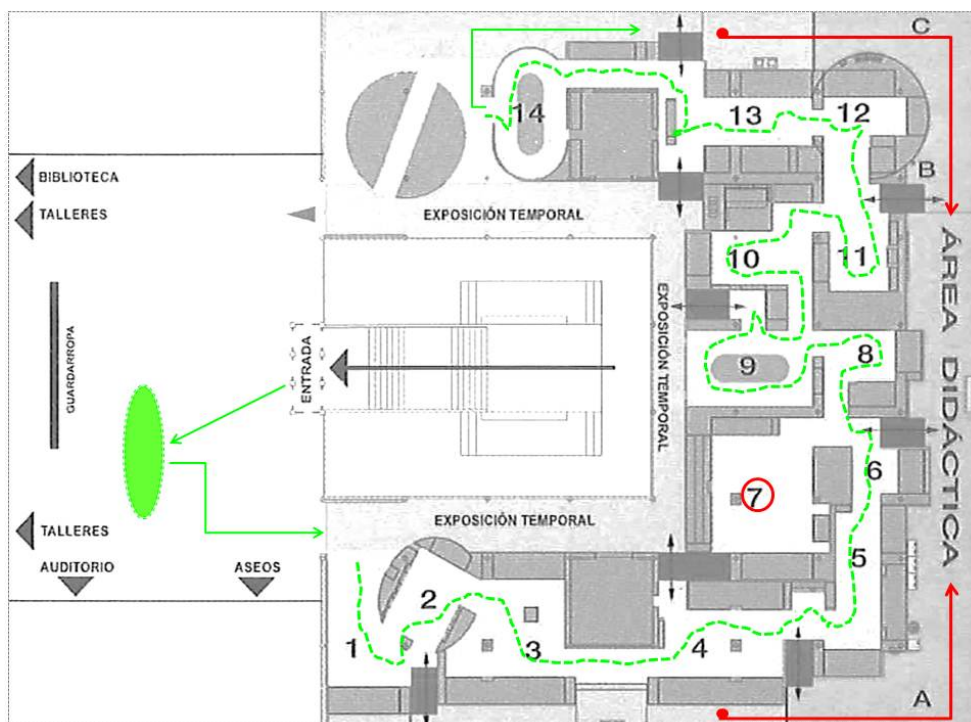 C
14
13
12
B
BIBLIOTECA
TALLERES
EXPOSICIÓN TEMPORAL
10
11
ÁREA DIDÁCTICA
EXPOSICIÓN TEMPORAL
GUARDARROPA
ENTRADA
9
8
7
6
EXPOSICIÓN TEMPORAL
TALLERES
AUDITORIO
ASEOS
5
2
1
3
4
A